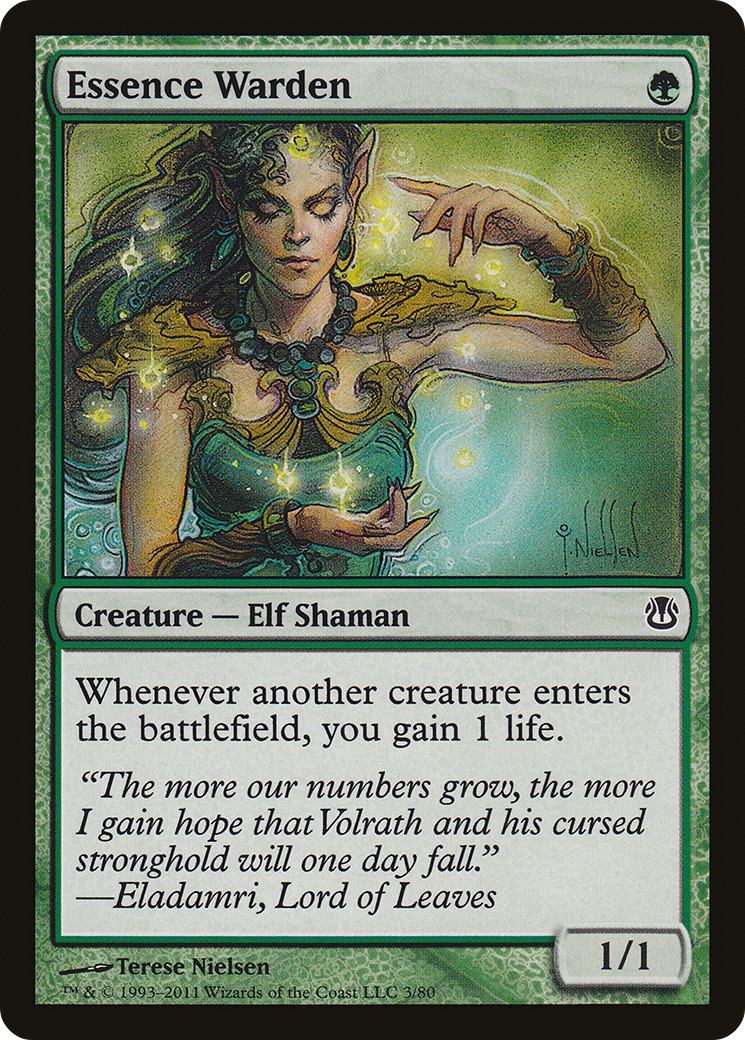 Essence Warden
T. NIELSEN
Creature — Elf Shaman
Whenever another creature enters
the battlefield, you gain 1 life.
“The more our numbers grow, the more
I gain hope that Volrath and his cursed
stronghold will one day fall.”
—Eladamri, Lord of Leaves
1/1
Terese Nielsen
™ & © 1993–2011 Wizards of the Coast LLC 3/80